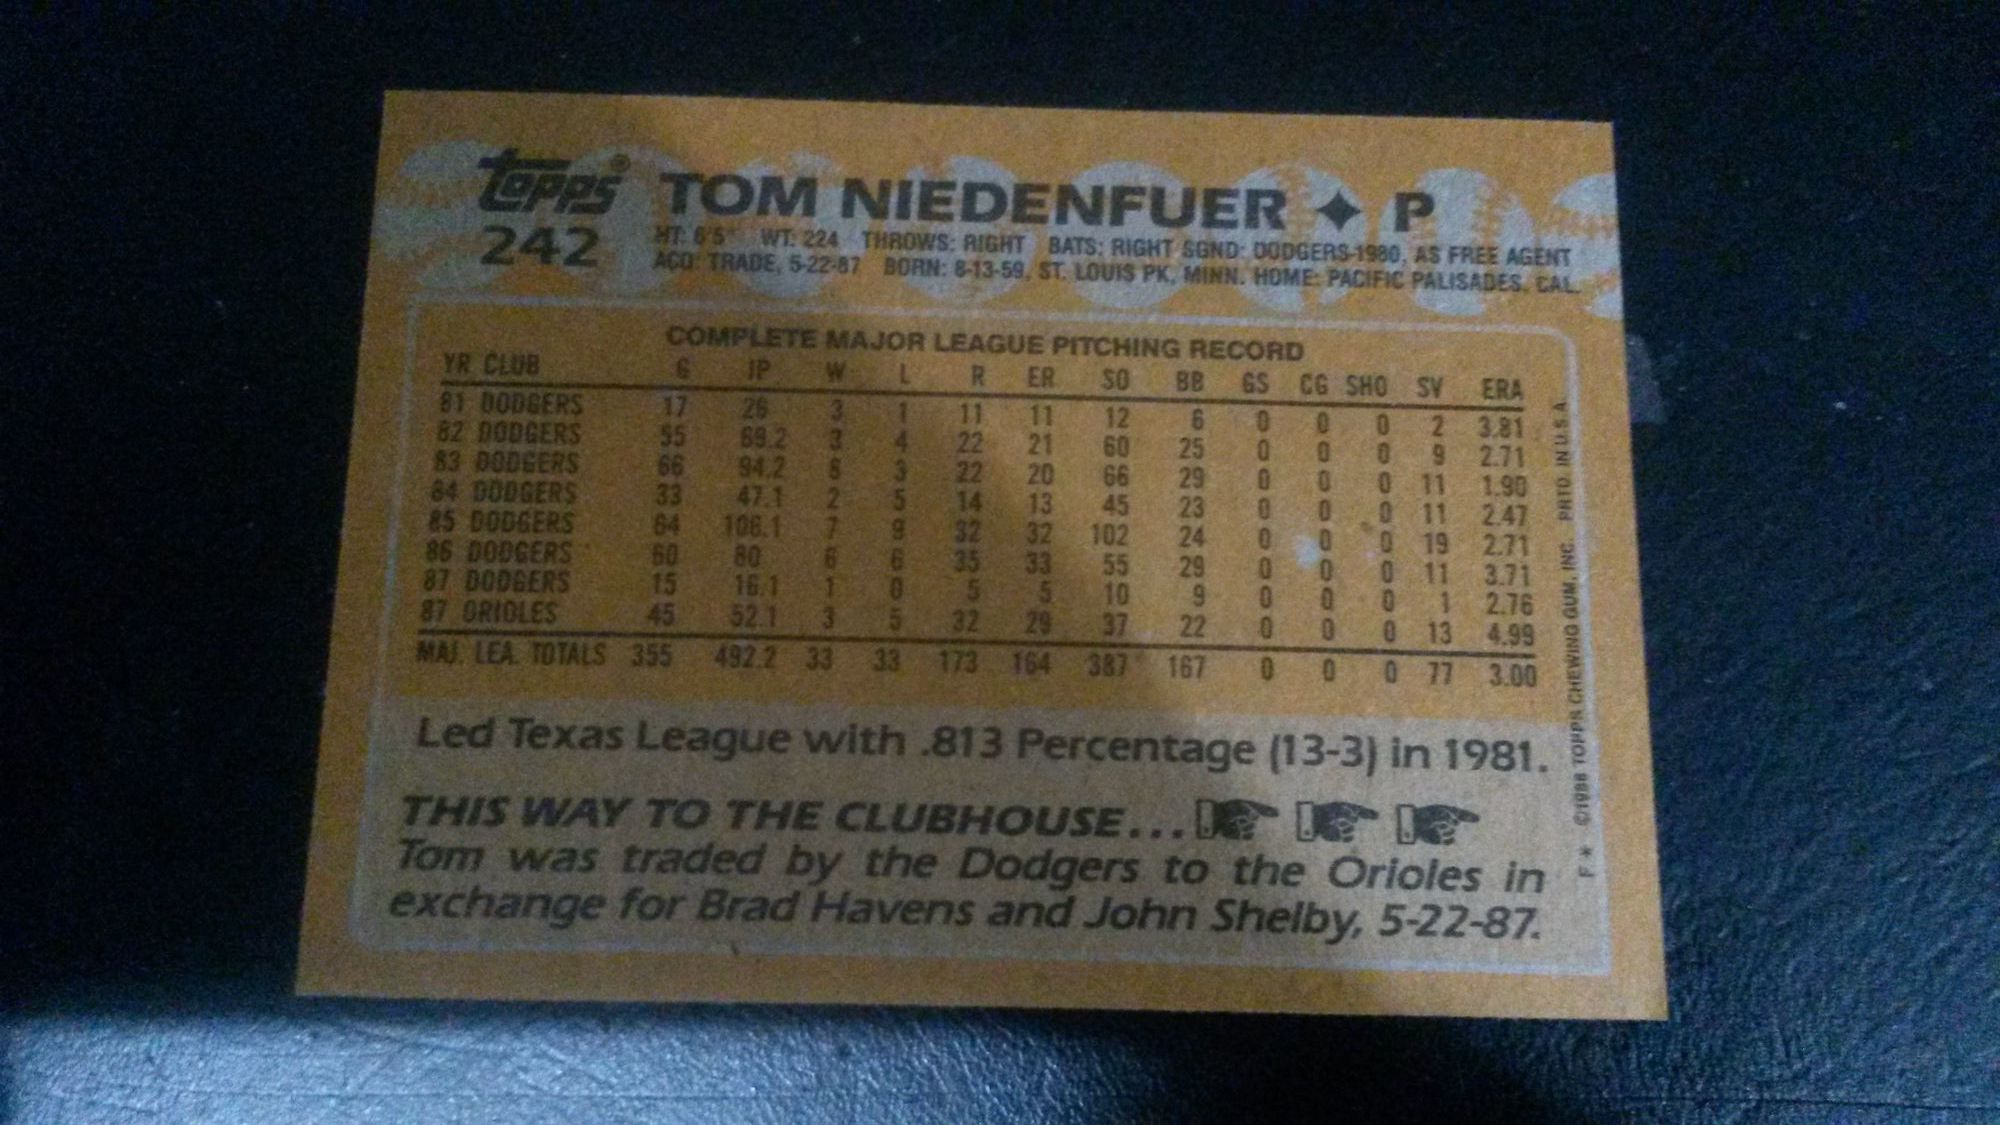 topps® TOM NIEDENFUER ✦ P
242 HT: 6'5" WT: 224 THROWS: RIGHT BATS: RIGHT SGND: DODGERS-1980, AS FREE AGENT
ACQ: TRADE, 5-22-87 BORN: 8-13-59, ST. LOUIS PK, MINN. HOME: PACIFIC PALISADES, CAL.
COMPLETE MAJOR LEAGUE PITCHING RECORD
YR CLUB G IP W L R ER SO BB GS CG SHO SV ERA
81 DODGERS 17 26 3 1 11 11 12 6 0 0 0 2 3.81
82 DODGERS 55 69.2 3 4 22 21 60 25 0 0 0 9 2.71
83 DODGERS 66 94.2 8 3 22 20 66 29 0 0 0 11 1.90
84 DODGERS 33 47.1 2 5 14 13 45 23 0 0 0 11 2.47
85 DODGERS 64 106.1 7 9 32 32 102 24 0 0 0 19 2.71
86 DODGERS 60 80 6 6 35 33 55 29 0 0 0 11 3.71
87 DODGERS 15 16.1 1 0 5 5 10 9 0 0 0 1 2.76
87 ORIOLES 45 52.1 3 5 32 29 37 22 0 0 0 13 4.99
MAJ. LEA. TOTALS 355 492.2 33 33 173 164 387 167 0 0 0 77 3.00
Led Texas League with .813 Percentage (13-3) in 1981.
THIS WAY TO THE CLUBHOUSE...
Tom was traded by the Dodgers to the Orioles in
exchange for Brad Havens and John Shelby, 5-22-87.
F* ©1988 TOPPS CHEWING GUM, INC. PRTD. IN U.S.A.